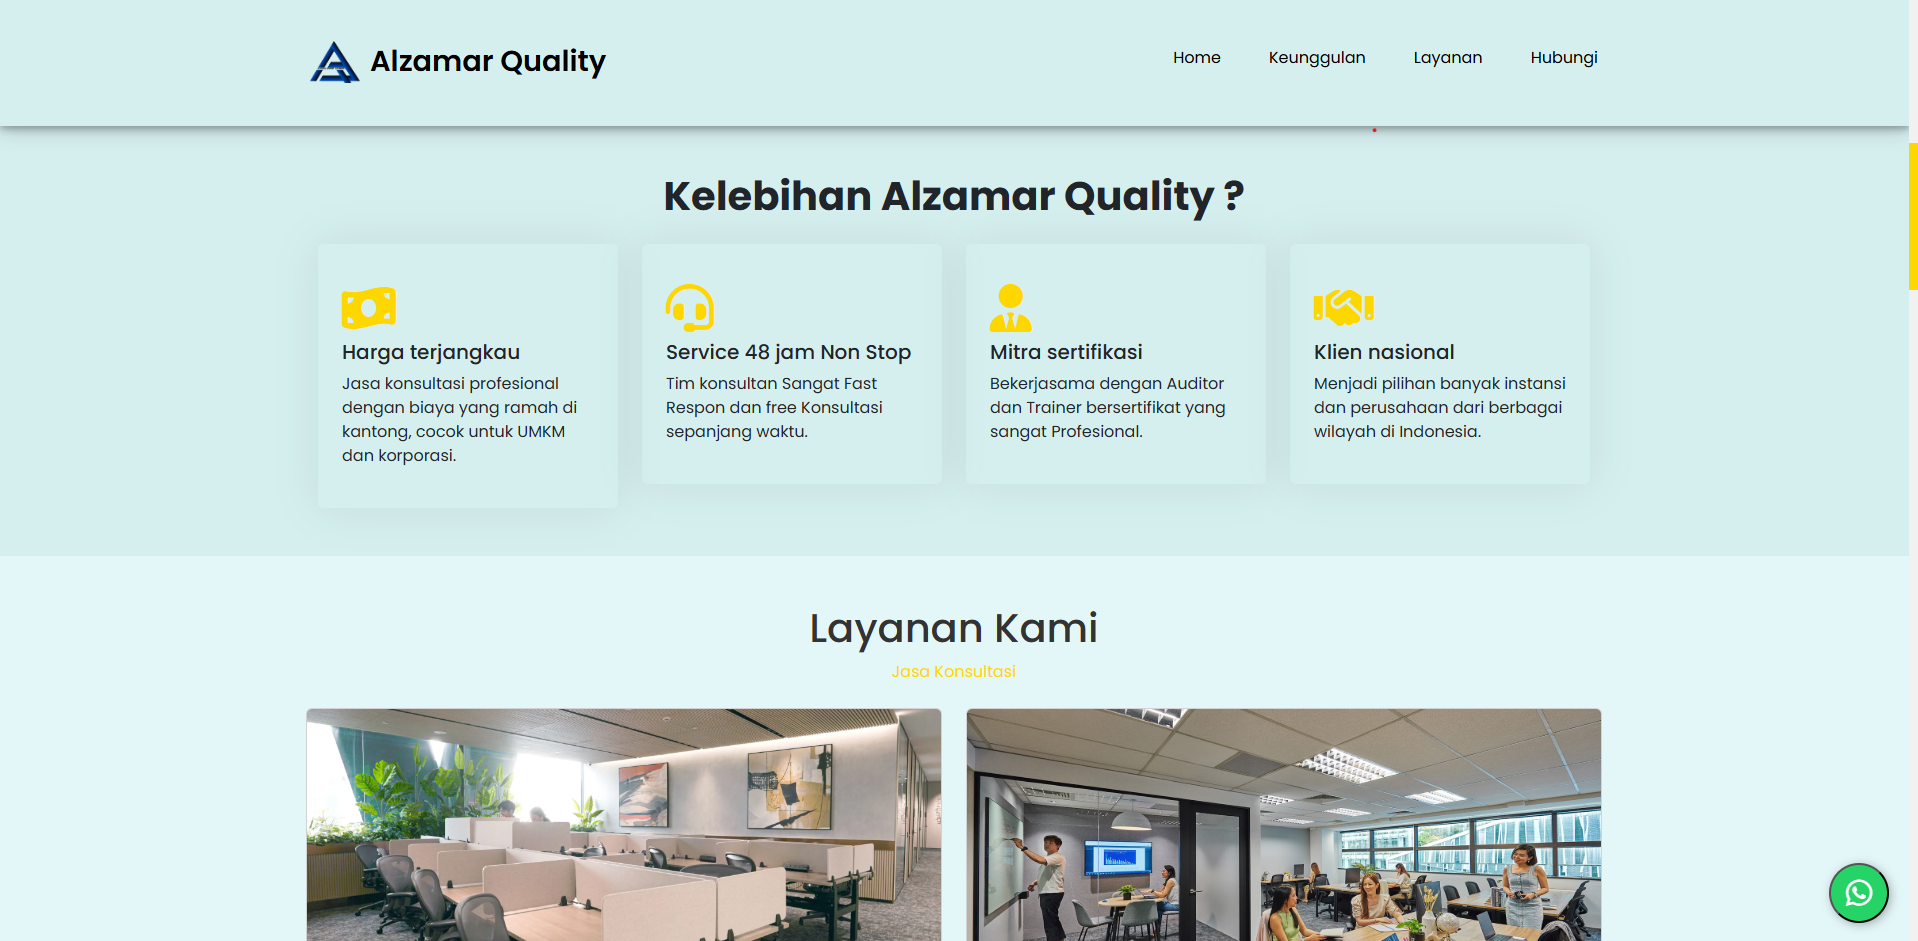 Alzamar Quality
Home
Keunggulan
Layanan
Hubungi
Kelebihan Alzamar Quality ?
Harga terjangkau
Jasa konsultasi profesional
dengan biaya yang ramah di
kantong, cocok untuk UMKM
dan korporasi.
Service 48 jam Non Stop
Tim konsultan Sangat Fast
Respon dan free Konsultasi
sepanjang waktu.
Mitra sertifikasi
Bekerjasama dengan Auditor
dan Trainer bersertifikat yang
sangat Profesional.
Klien nasional
Menjadi pilihan banyak instansi
dan perusahaan dari berbagai
wilayah di Indonesia.
Layanan Kami
Jasa Konsultasi